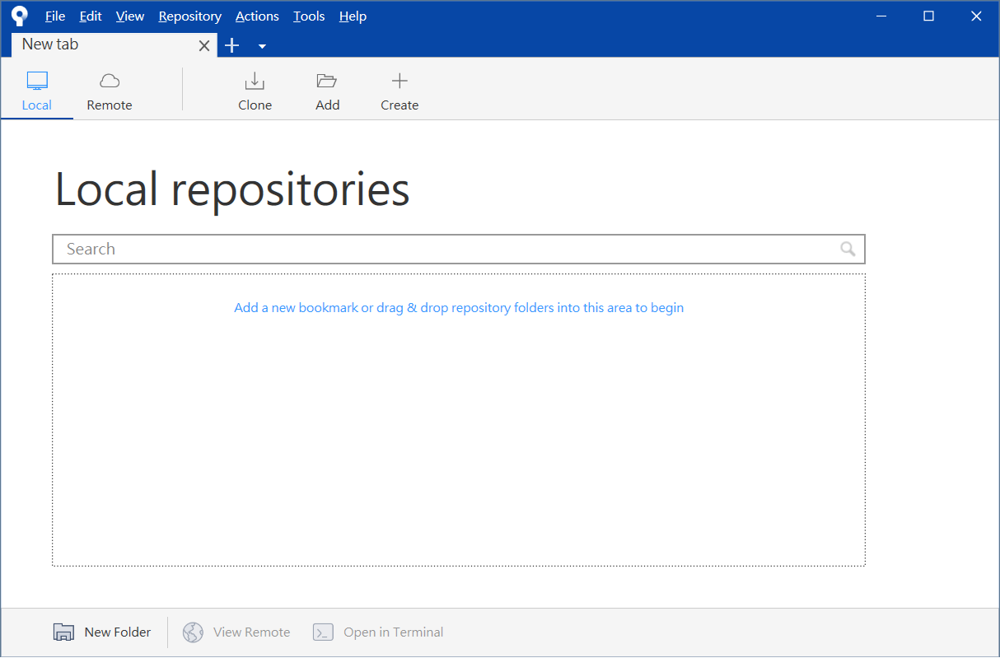 File Edit View Repository Actions Tools Help
New tab
Local Remote Clone Add Create
Local repositories
Search
Add a new bookmark or drag & drop repository folders into this area to begin
New Folder View Remote Open in Terminal